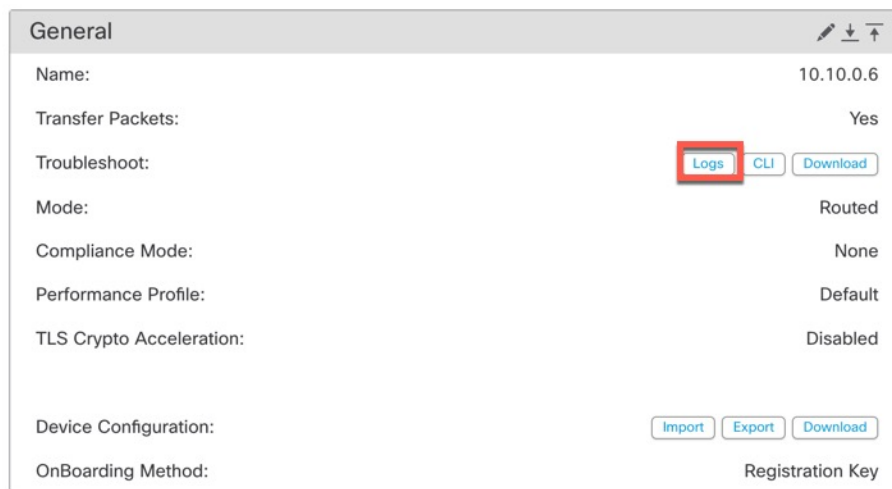 General
Name: 10.10.0.6
Transfer Packets: Yes
Troubleshoot: Logs CLI Download
Mode: Routed
Compliance Mode: None
Performance Profile: Default
TLS Crypto Acceleration: Disabled
Device Configuration: Import Export Download
OnBoarding Method: Registration Key